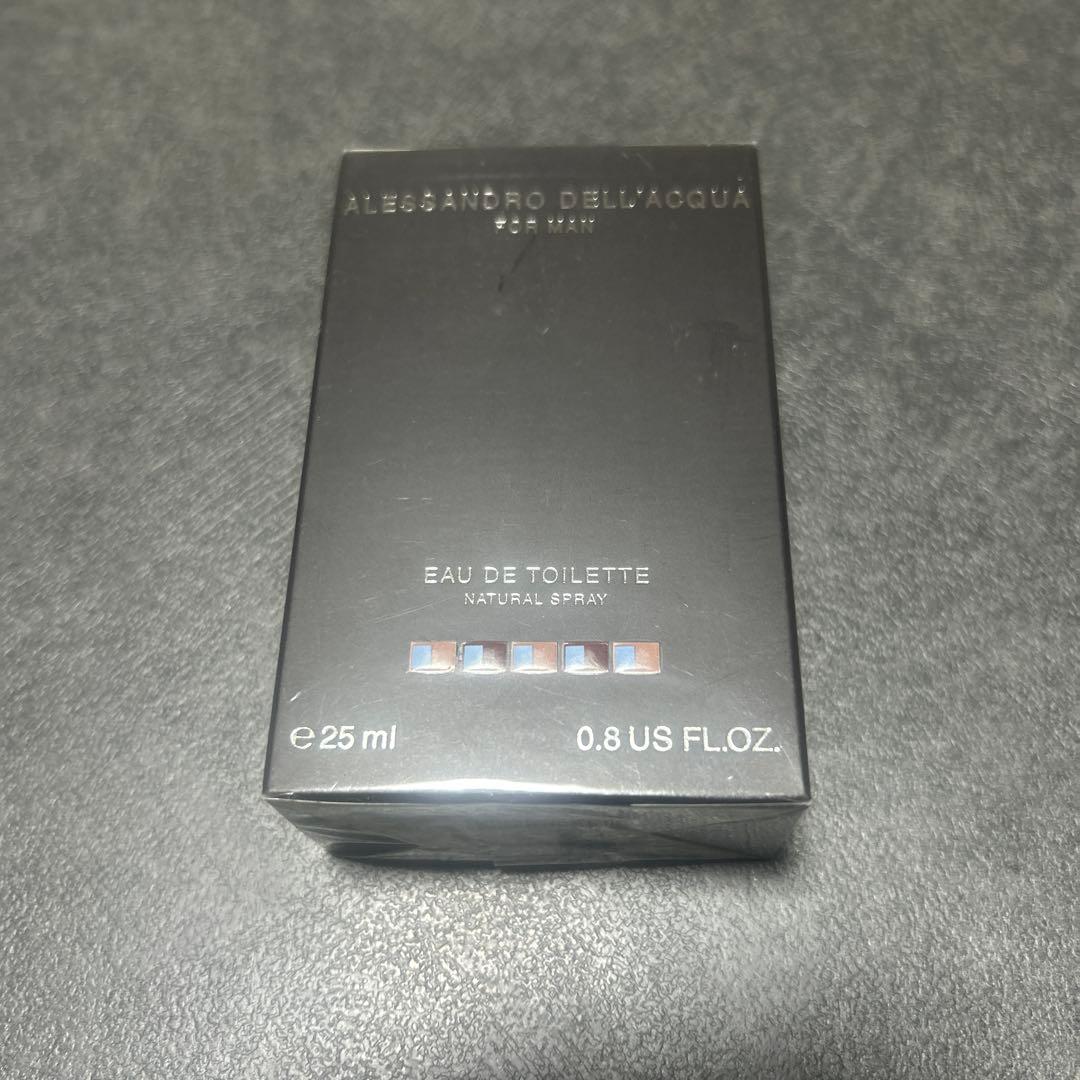 ALESSANDRO DELL'ACQUA
FOR MAN
EAU DE TOILETTE
NATURAL SPRAY
e 25 ml 0.8 US FL.OZ.